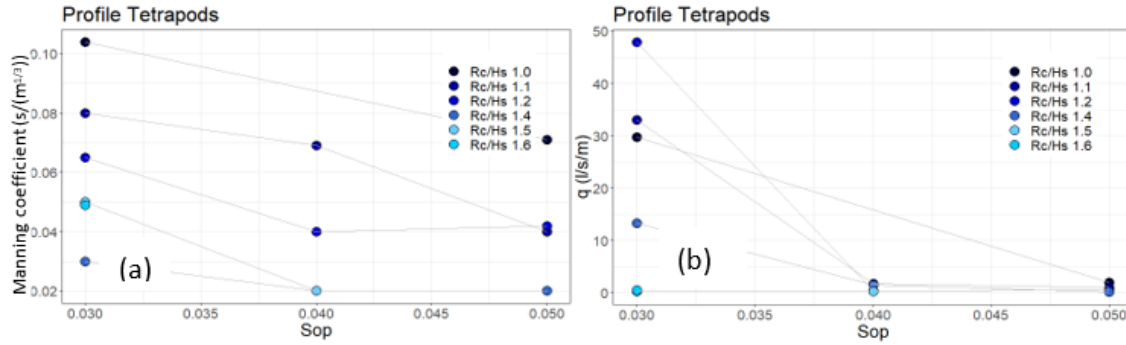 Profile Tetrapods
Manning coefficient (s/(m^1/3))
0.10
0.08
0.06
0.04
0.02
Rc/Hs 1.0
Rc/Hs 1.1
Rc/Hs 1.2
Rc/Hs 1.4
Rc/Hs 1.5
Rc/Hs 1.6
(a)
0.030
0.035
0.040
0.045
0.050
Sop
Profile Tetrapods
q (l/s/m)
50
40
30
20
10
0
Rc/Hs 1.0
Rc/Hs 1.1
Rc/Hs 1.2
Rc/Hs 1.4
Rc/Hs 1.5
Rc/Hs 1.6
(b)
0.030
0.035
0.040
0.045
0.050
Sop